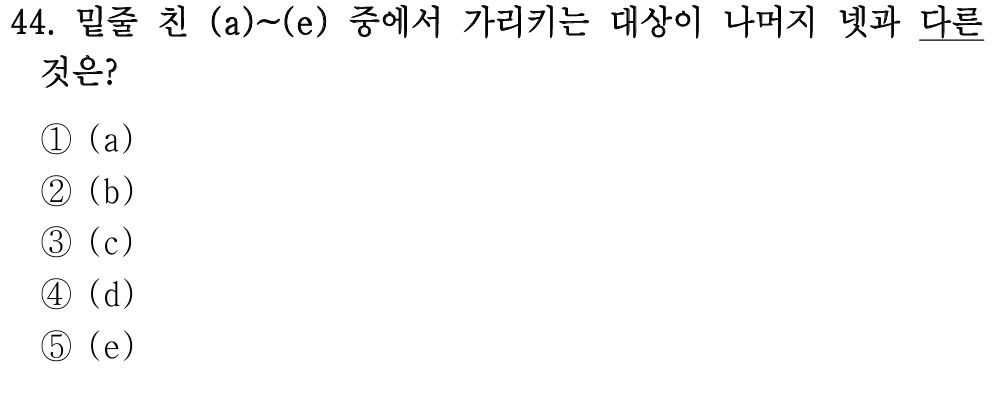 44. 밑줄 친 (a)~(e) 중에서 가리키는 대상이 나머지 넷과 다른
것은?
① (a)
② (b)
③ (c)
④ (d)
⑤ (e)